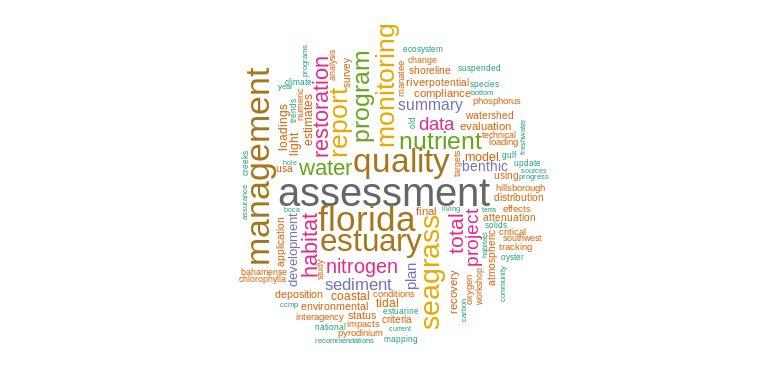 assessment
quality
management
florida
estuary
seagrass
monitoring
nutrient
water
report
program
restoration
habitat
nitrogen
total
project
data
summary
sediment
benthic
model
plan
development
coastal
tidal
river
potential
compliance
shoreline
change
ecosystem
manatee
survey
analysis
programs
climate
year
numeric
trends
estimates
light
loadings
creeks
usa
hole
assurance
boca
application
study
bahamense
chlorophylla
deposition
ccmp
environmental
interagency
status
national
impacts
pyrodinium
recommendations
mapping
current
criteria
estuarine
conditions
final
living
recovery
oxygen
carbon
workshop
habitats
atmospheric
community
oyster
tracking
southwest
critical
solids
attenuation
terra
effects
distribution
hillsborough
using
progress
sources
update
gulf
targets
loading
technical
freshwater
evaluation
watershed
phosphorus
bottom
species
suspended
old